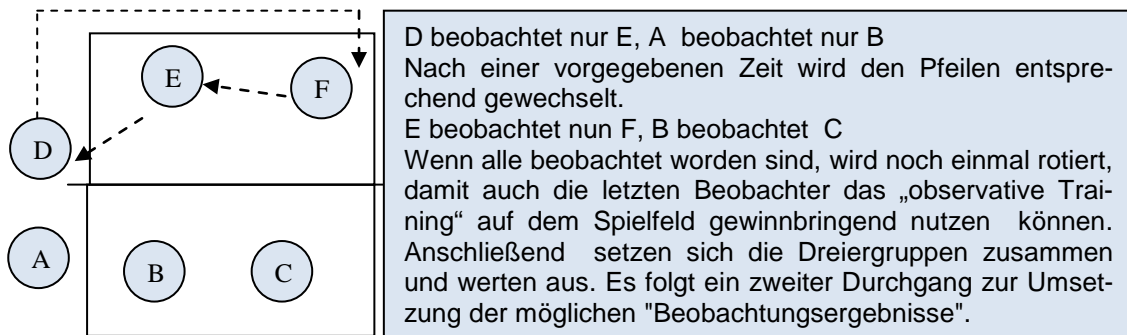 E
F
D
A
B
C
D beobachtet nur E, A beobachtet nur B
Nach einer vorgegebenen Zeit wird den Pfeilen entspre-
chend gewechselt.
E beobachtet nun F, B beobachtet C
Wenn alle beobachtet worden sind, wird noch einmal rotiert,
damit auch die letzten Beobachter das „observative Trai-
ning“ auf dem Spielfeld gewinnbringend nutzen können.
Anschließend setzen sich die Dreiergruppen zusammen
und werten aus. Es folgt ein zweiter Durchgang zur Umset-
zung der möglichen "Beobachtungsergebnisse".